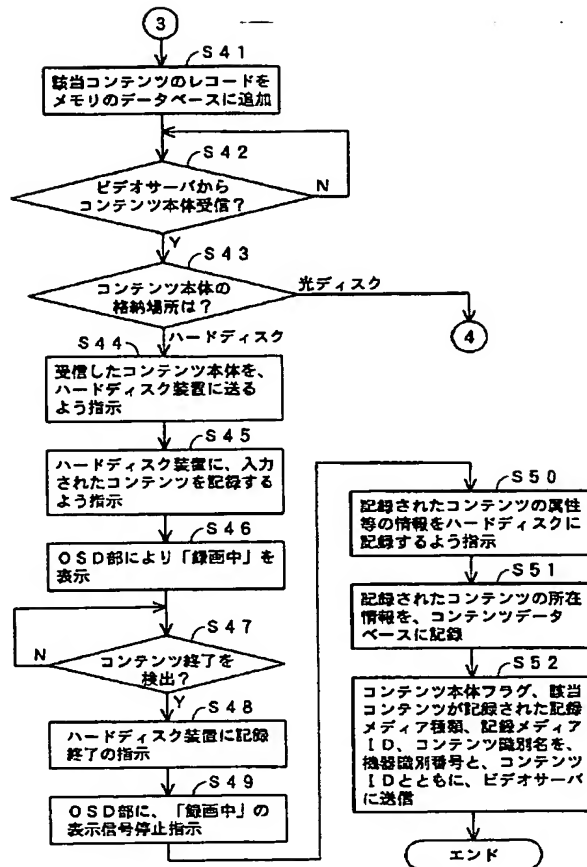 3
S41
該当コンテンツのレコードを
メモリのデータベースに追加
S42
ビデオサーバから
コンテンツ本体受信？
N
Y
S43
コンテンツ本体の
格納場所は？
光ディスク
4
ハードディスク
S44
受信したコンテンツ本体を、
ハードディスク装置に送る
よう指示
S45
ハードディスク装置に、入力
されたコンテンツを記録する
よう指示
S46
OSD部により「録画中」を
表示
S47
コンテンツ終了を
検出？
N
Y
S48
ハードディスク装置に記録
終了の指示
S49
OSD部に、「録画中」の
表示信号停止指示
S50
記録されたコンテンツの属性
等の情報をハードディスクに
記録するよう指示
S51
記録されたコンテンツの所在
情報を、コンテンツデータ
ベースに記録
S52
コンテンツ本体フラグ、該当
コンテンツが記録された記録
メディア種類、記録メディア
ID、コンテンツ識別名を、
機器識別番号と、コンテンツ
IDとともに、ビデオサーバ
に送信
エンド